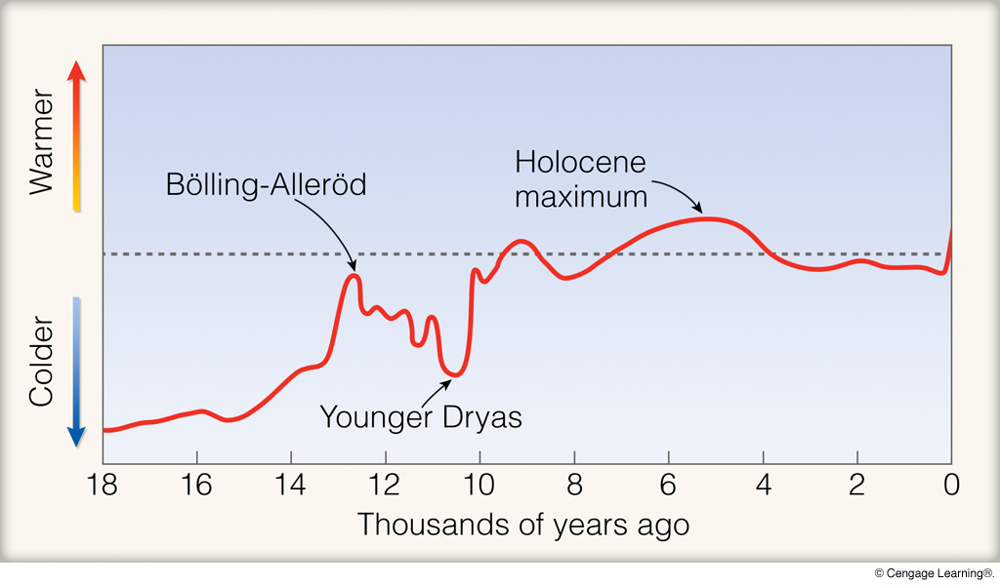 Warmer
Colder
Bölling-Alleröd
Holocene
maximum
Younger Dryas
18 16 14 12 10 8 6 4 2 0
Thousands of years ago
© Cengage Learning®.